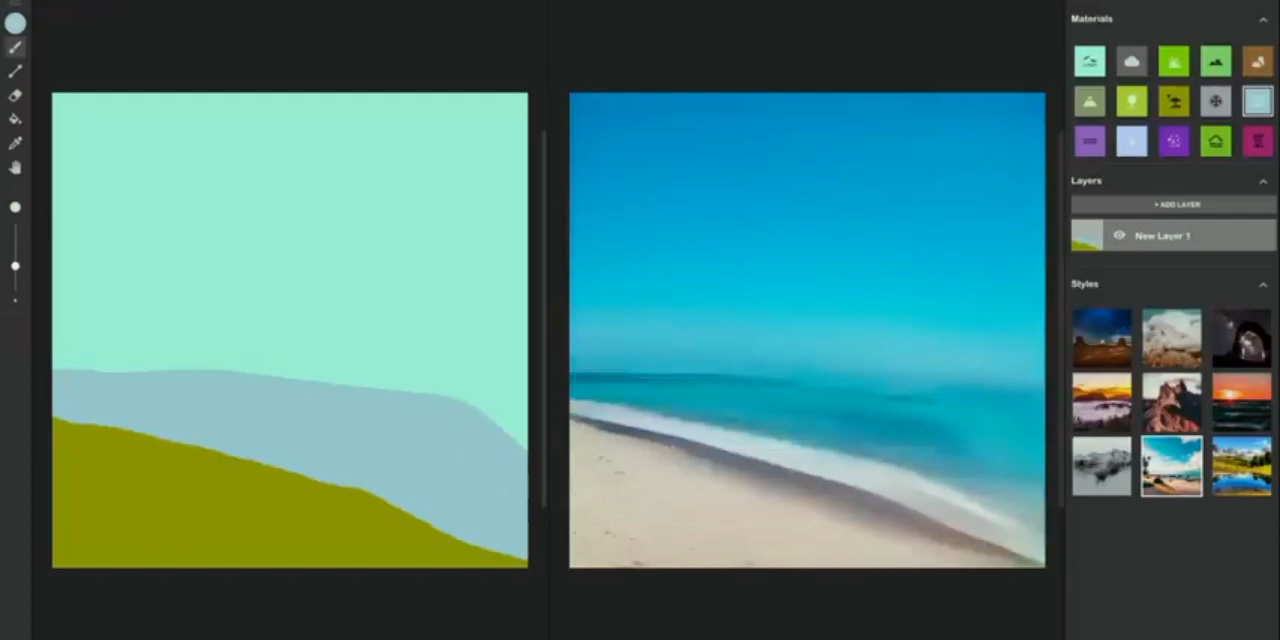 Materials
Layers
+ ADD LAYER
New Layer 1
Styles